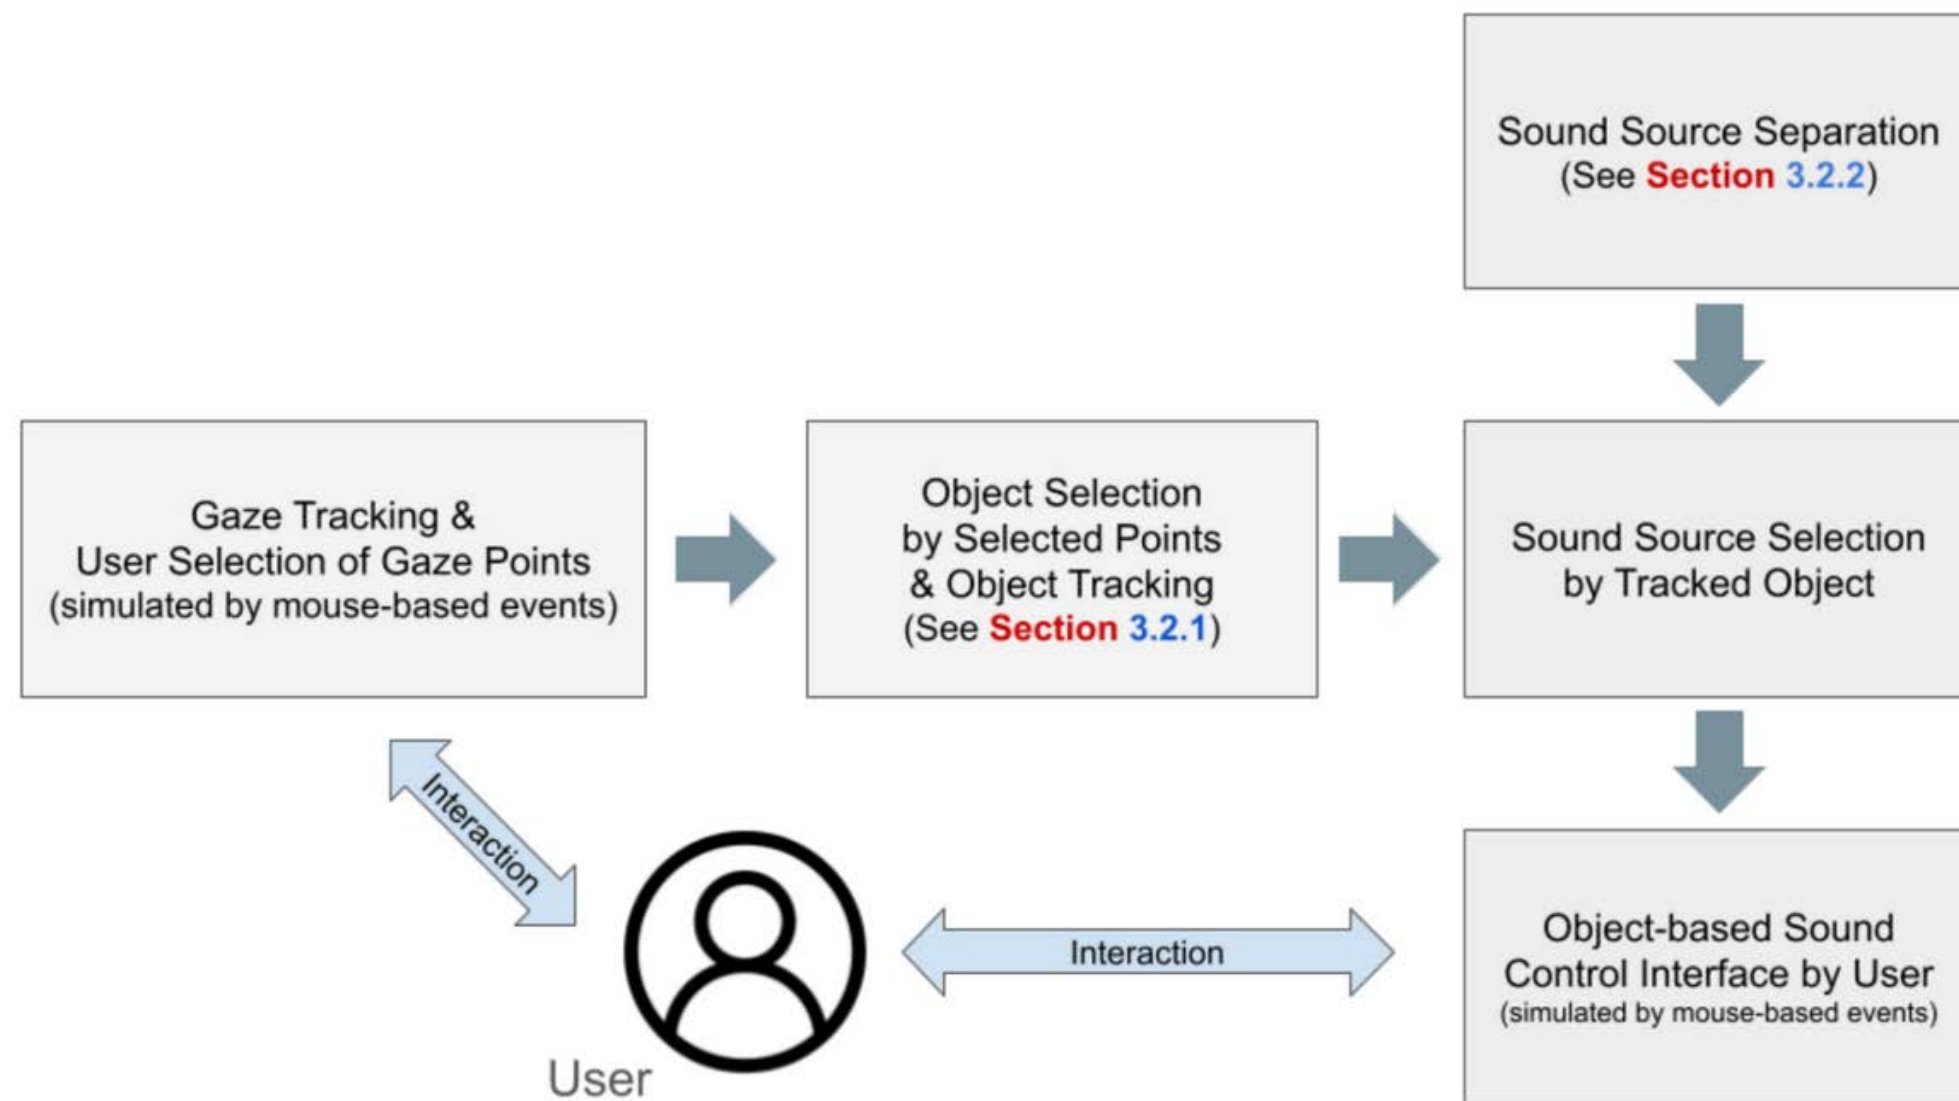 Sound Source Separation
(See Section 3.2.2)
Gaze Tracking &
User Selection of Gaze Points
(simulated by mouse-based events)
Object Selection
by Selected Points
& Object Tracking
(See Section 3.2.1)
Sound Source Selection
by Tracked Object
Interaction
User
Interaction
Object-based Sound
Control Interface by User
(simulated by mouse-based events)